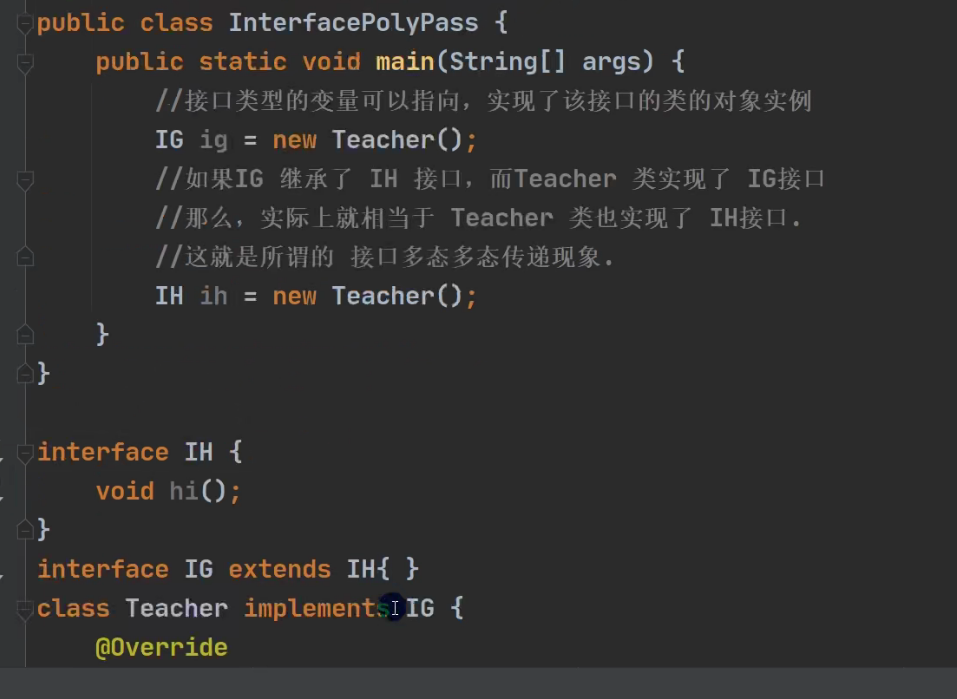 public class InterfacePolyPass {
public static void main(String[] args) {
//接口类型的变量可以指向，实现了该接口的类的对象实例
IG ig = new Teacher();
//如果IG 继承了 IH 接口，而Teacher 类实现了 IG接口
//那么，实际上就相当于 Teacher 类也实现了 IH接口.
//这就是所谓的 接口多态多态传递现象.
IH ih = new Teacher();
}
}
interface IH {
void hi();
}
interface IG extends IH{ }
class Teacher implements IG {
@Override